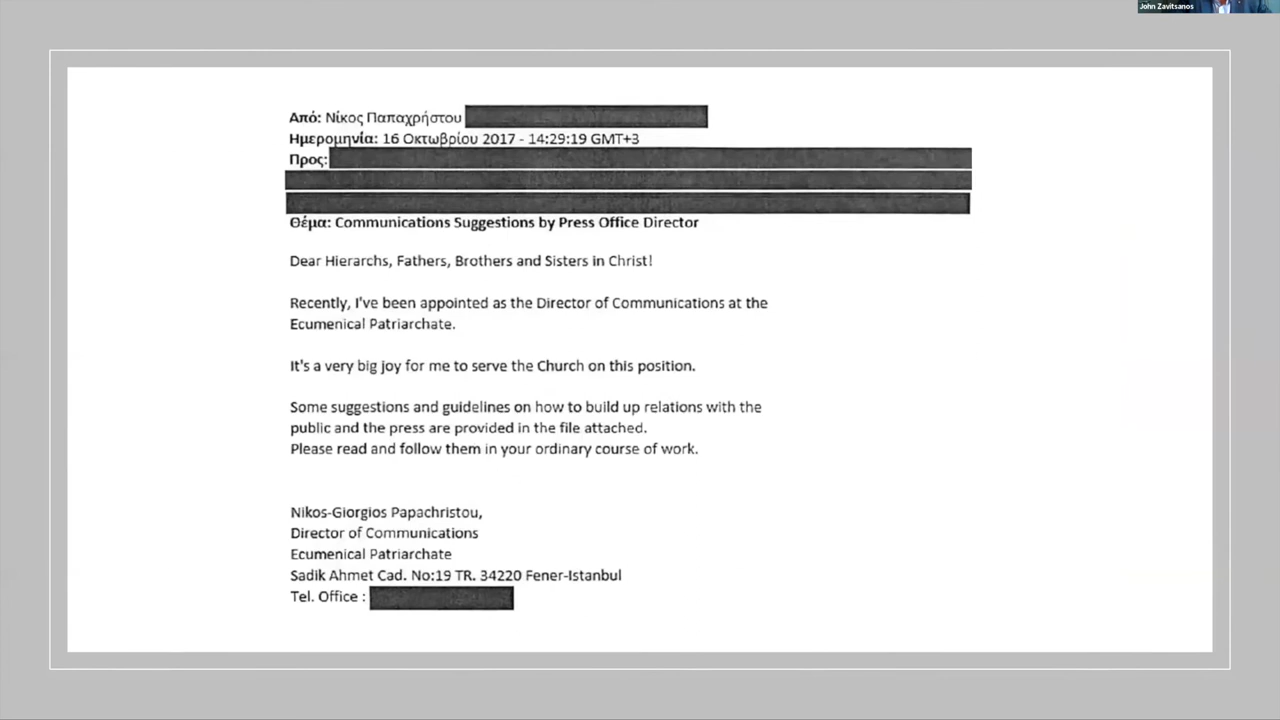 John Zavitsanos
Από: Νίκος Παπαχρήστου
Ημερομηνία: 16 Οκτωβρίου 2017 - 14:29:19 GMT+3
Προς:
Θέμα: Communications Suggestions by Press Office Director
Dear Hierarchs, Fathers, Brothers and Sisters in Christ!
Recently, I've been appointed as the Director of Communications at the
Ecumenical Patriarchate.
It's a very big joy for me to serve the Church on this position.
Some suggestions and guidelines on how to build up relations with the
public and the press are provided in the file attached.
Please read and follow them in your ordinary course of work.
Nikos-Giorgios Papachristou,
Director of Communications
Ecumenical Patriarchate
Sadik Ahmet Cad. No:19 TR. 34220 Fener-Istanbul
Tel. Office :